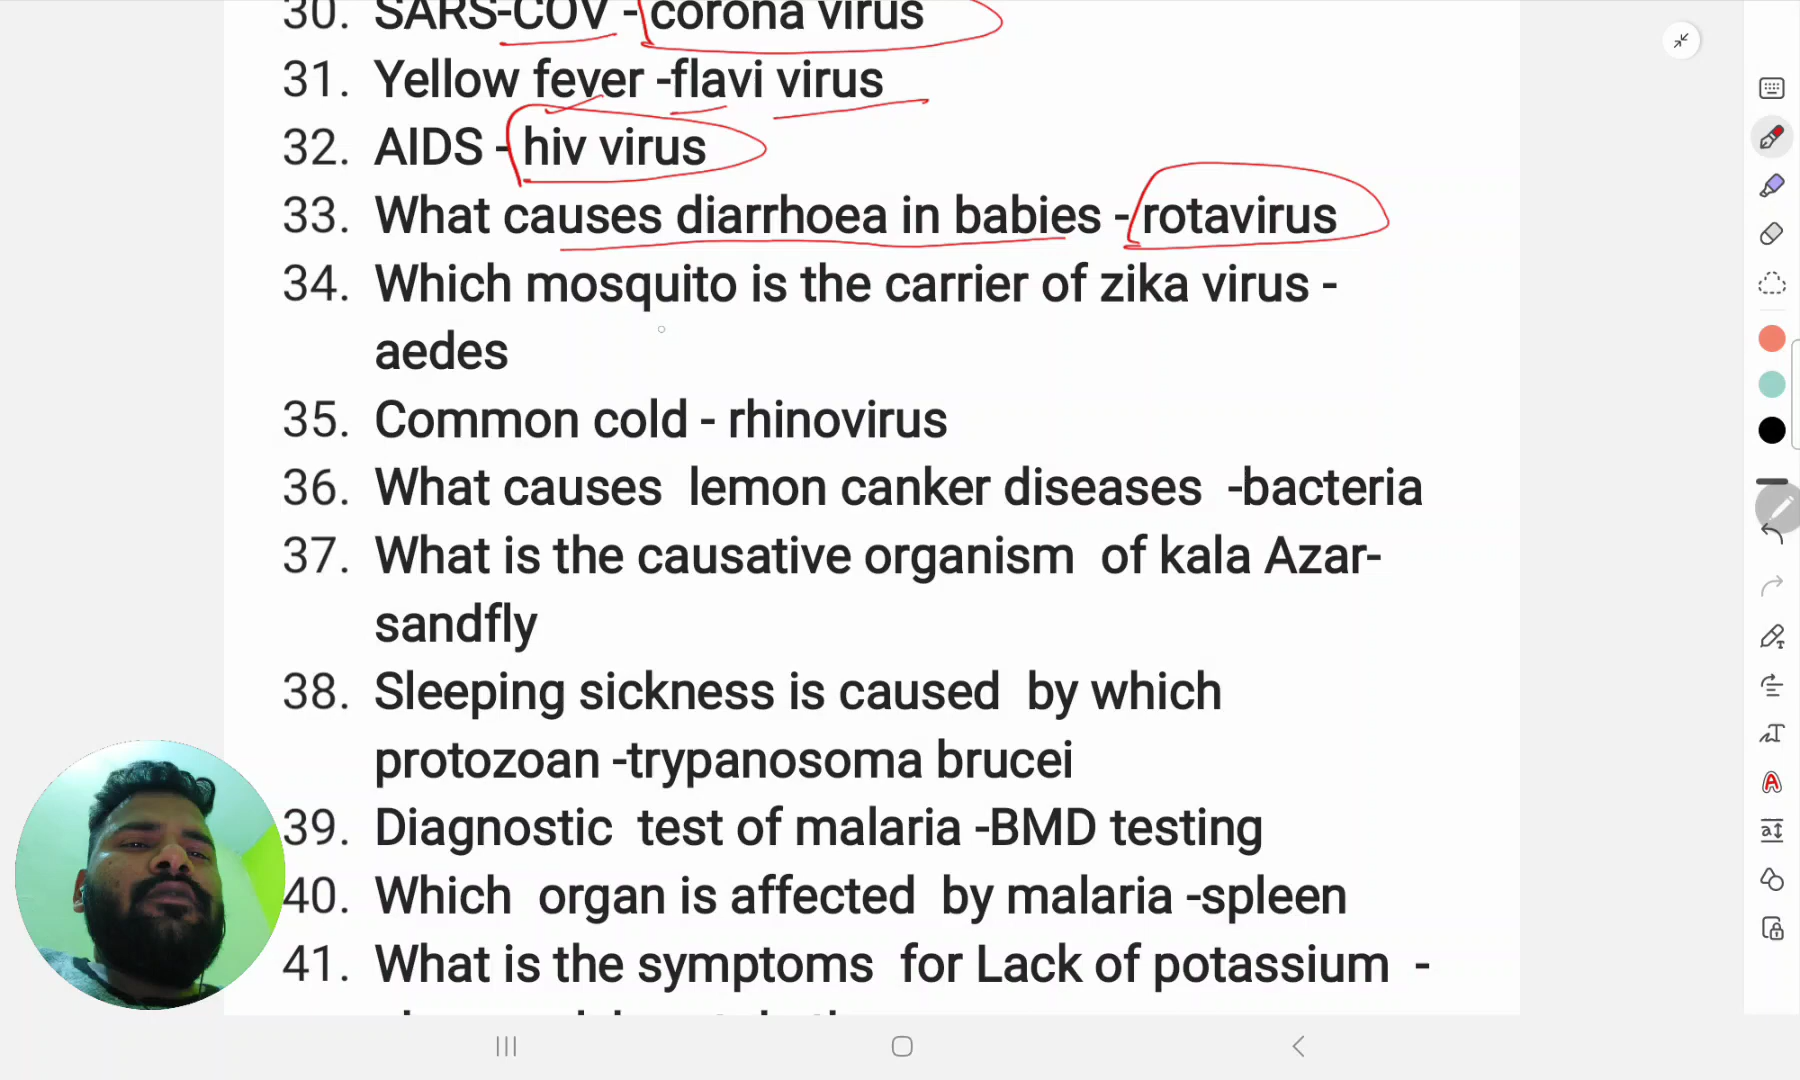 30. SARS-COV - corona virus
31. Yellow fever -flavi virus
32. AIDS - hiv virus
33. What causes diarrhoea in babies - rotavirus
34. Which mosquito is the carrier of zika virus -
aedes
35. Common cold - rhinovirus
36. What causes lemon canker diseases -bacteria
37. What is the causative organism of kala Azar-
sandfly
38. Sleeping sickness is caused by which
protozoan -trypanosoma brucei
39. Diagnostic test of malaria -BMD testing
40. Which organ is affected by malaria -spleen
41. What is the symptoms for Lack of potassium -